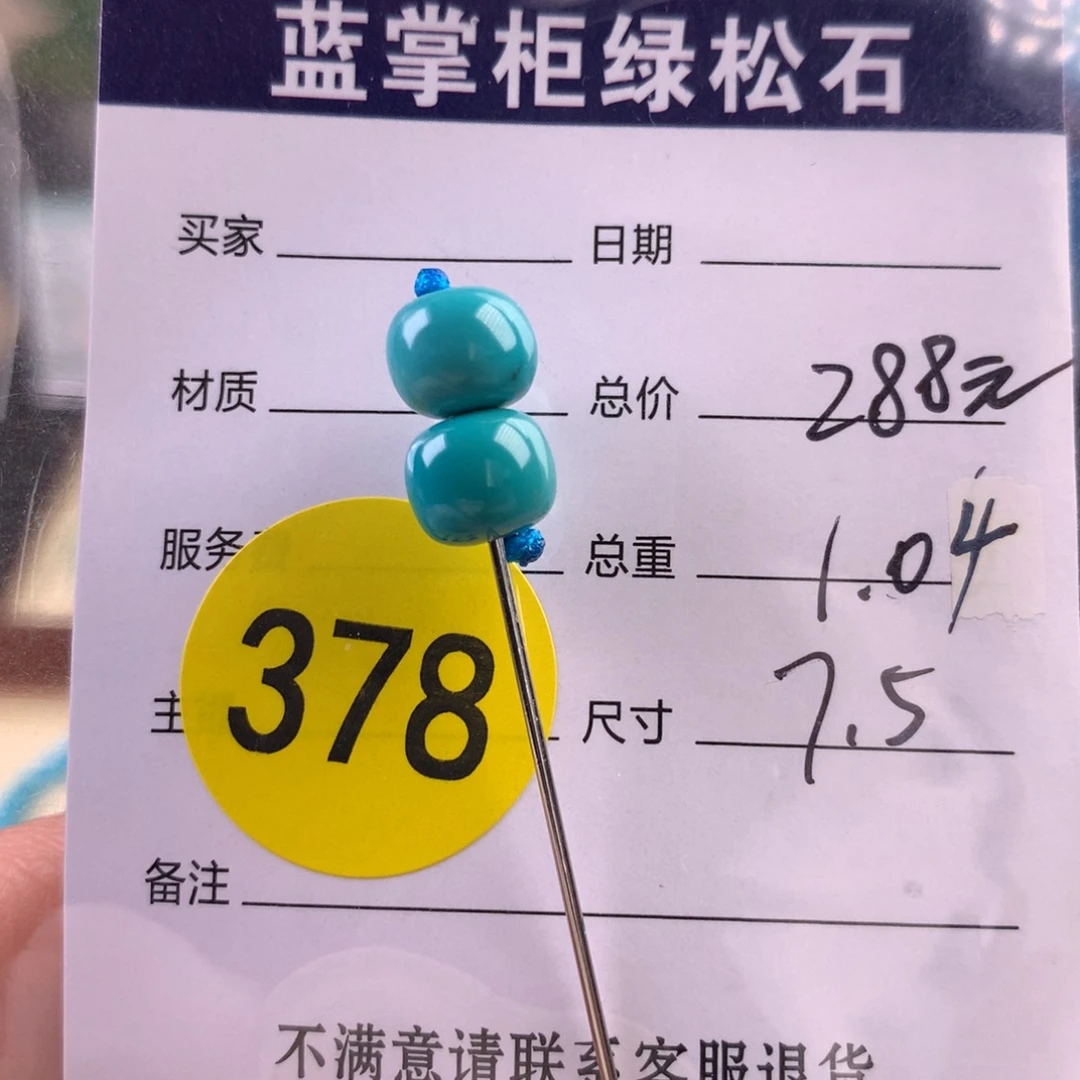 蓝掌柜绿松石
买家 日期
材质 总价 288元
服务 总重 1.04
378
主 尺寸 7.5
备注
不满意请联系客服退货